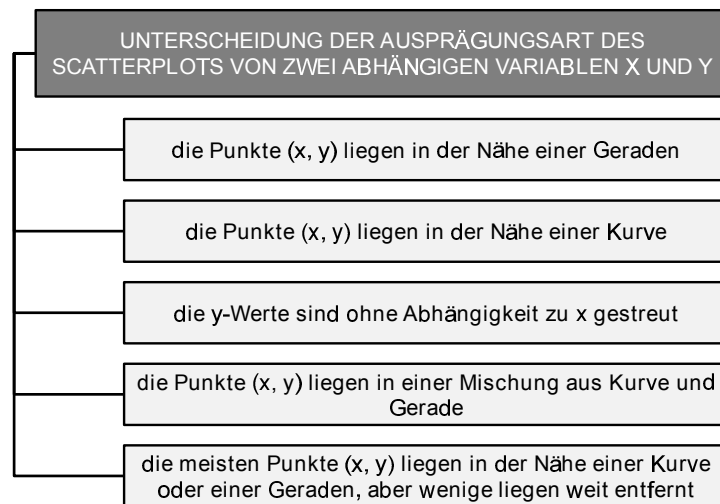 UNTERSCHEIDUNG DER AUSPRÄGUNGSART DES
SCATTERPLOTS VON ZWEI ABHÄNGIGEN VARIABLEN X UND Y
die Punkte (x, y) liegen in der Nähe einer Geraden
die Punkte (x, y) liegen in der Nähe einer Kurve
die y-Werte sind ohne Abhängigkeit zu x gestreut
die Punkte (x, y) liegen in einer Mischung aus Kurve und
Gerade
die meisten Punkte (x, y) liegen in der Nähe einer Kurve
oder einer Geraden, aber wenige liegen weit entfernt